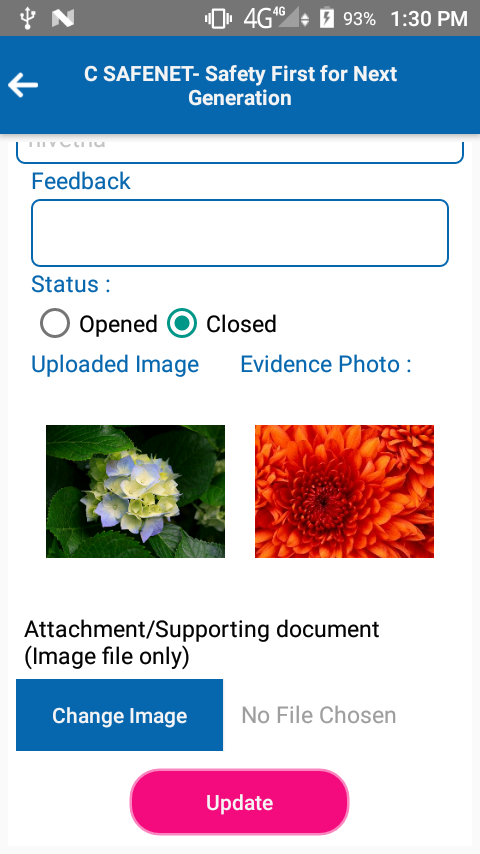 4G 4G 93% 1:30 PM
C SAFENET- Safety First for Next
Generation
Feedback
Status :
Opened Closed
Uploaded Image Evidence Photo :
Attachment/Supporting document
(Image file only)
Change Image No File Chosen
Update